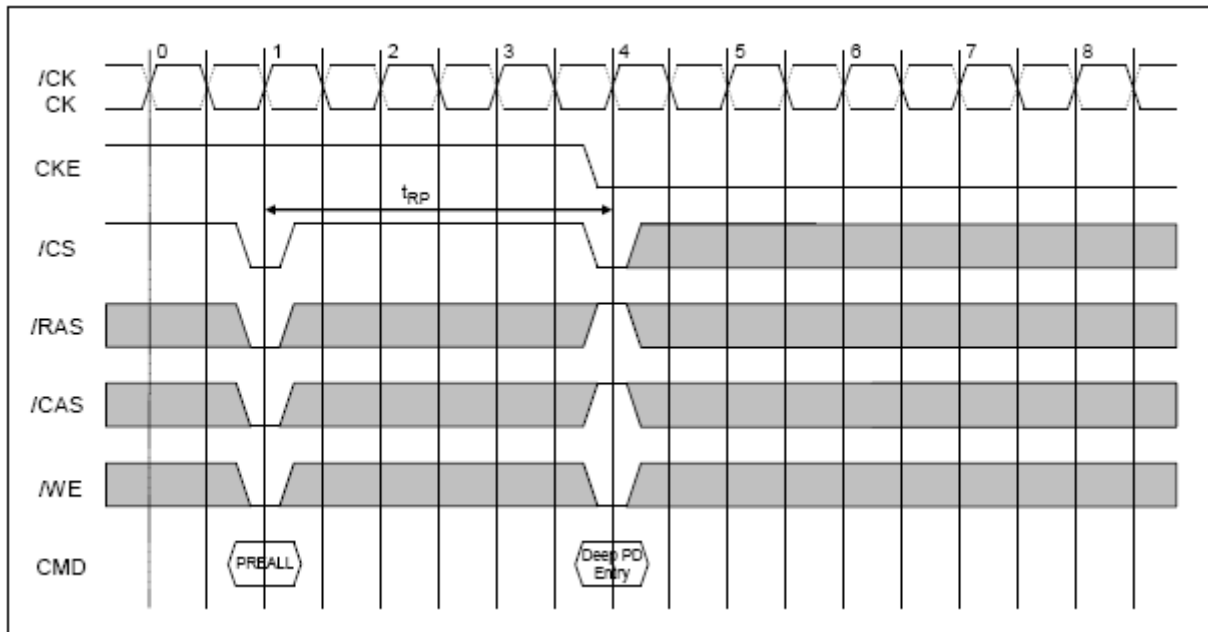 0 1 2 3 4 5 6 7 8
/CK
CK
CKE
tRP
/CS
/RAS
/CAS
/WE
CMD
PREALL
Deep PD
Entry